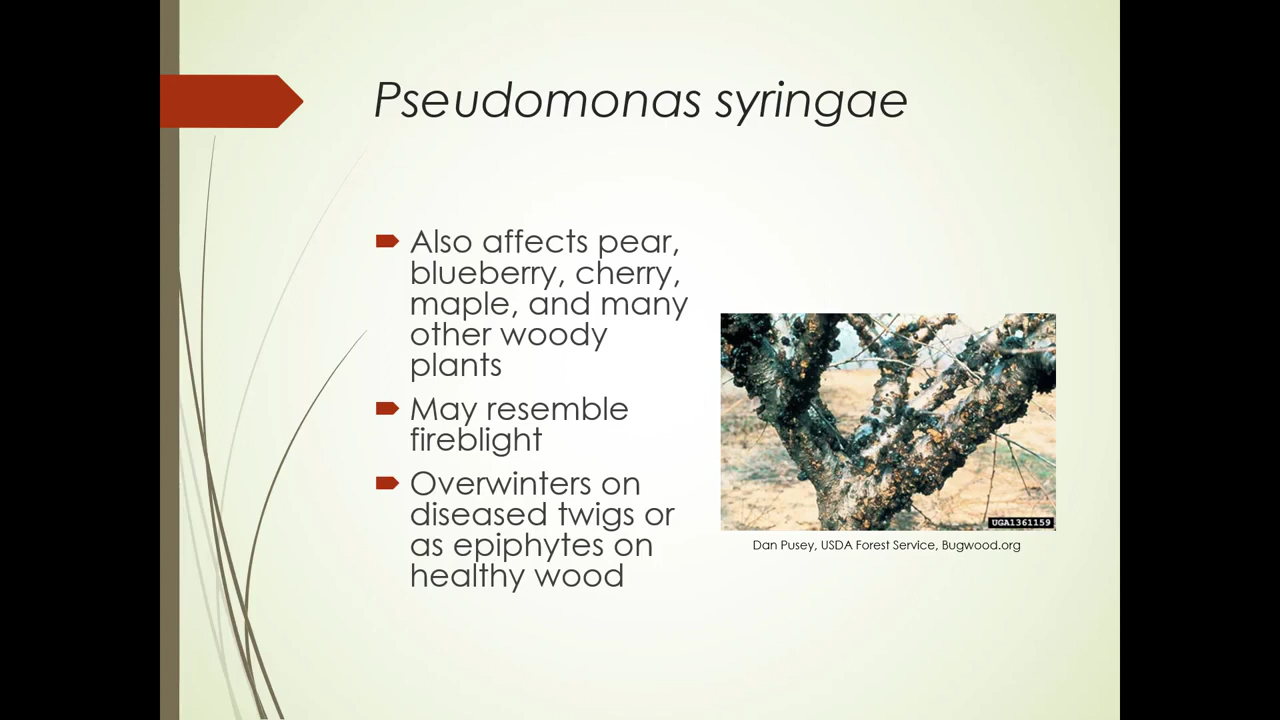 Pseudomonas syringae
Also affects pear,
blueberry, cherry,
maple, and many
other woody
plants
May resemble
fireblight
Overwinters on
diseased twigs or
as epiphytes on
healthy wood
UGA1361159
Dan Pusey, USDA Forest Service, Bugwood.org